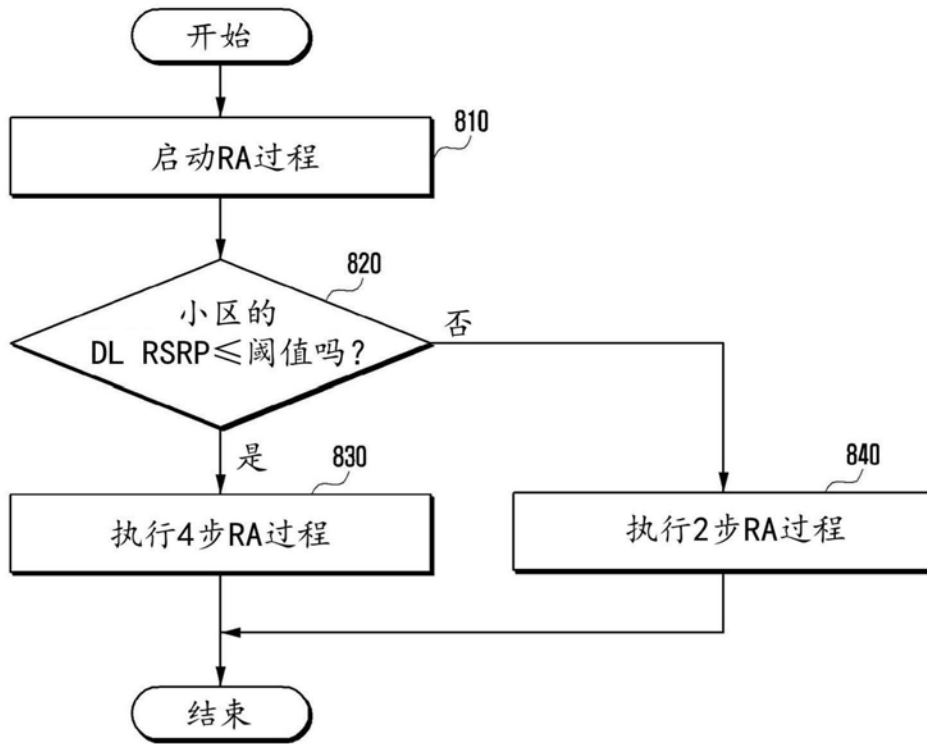 开始
810
启动RA过程
820
小区的
DL RSRP≤阈值吗?
否
是
830
840
执行4步RA过程
执行2步RA过程
结束